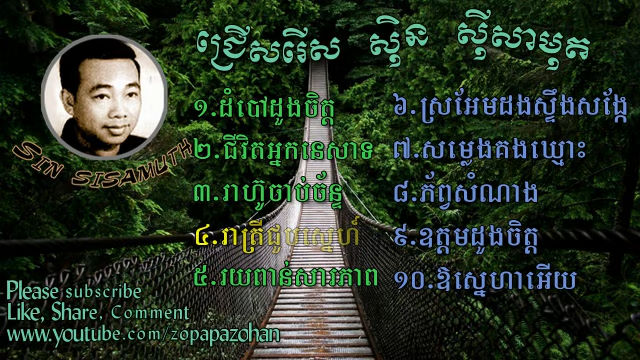 ជ្រើសរើស ស៊ិន ស៊ីសាមុត
SIN SISAMUTH
១.ដំបៅដួងចិត្ត
២.ជីវិតអ្នកនេសាទ
៣.រាហ៊ូចាប់ច័ន្ទ
៤.រាត្រីជួបស្នេហ៍
៥.រយពាន់សារភាព
៦.ស្រអែមដងស្ទឹងសង្កែ
៧.សម្លេងគងឃ្មោះ
៨.ភ័ព្វសំណាង
៩.ឧត្តមដួងចិត្ត
១០.ឱស្នេហាអើយ
Please subscribe
Like, Share, Comment
www.youtube.com/zopapazohan